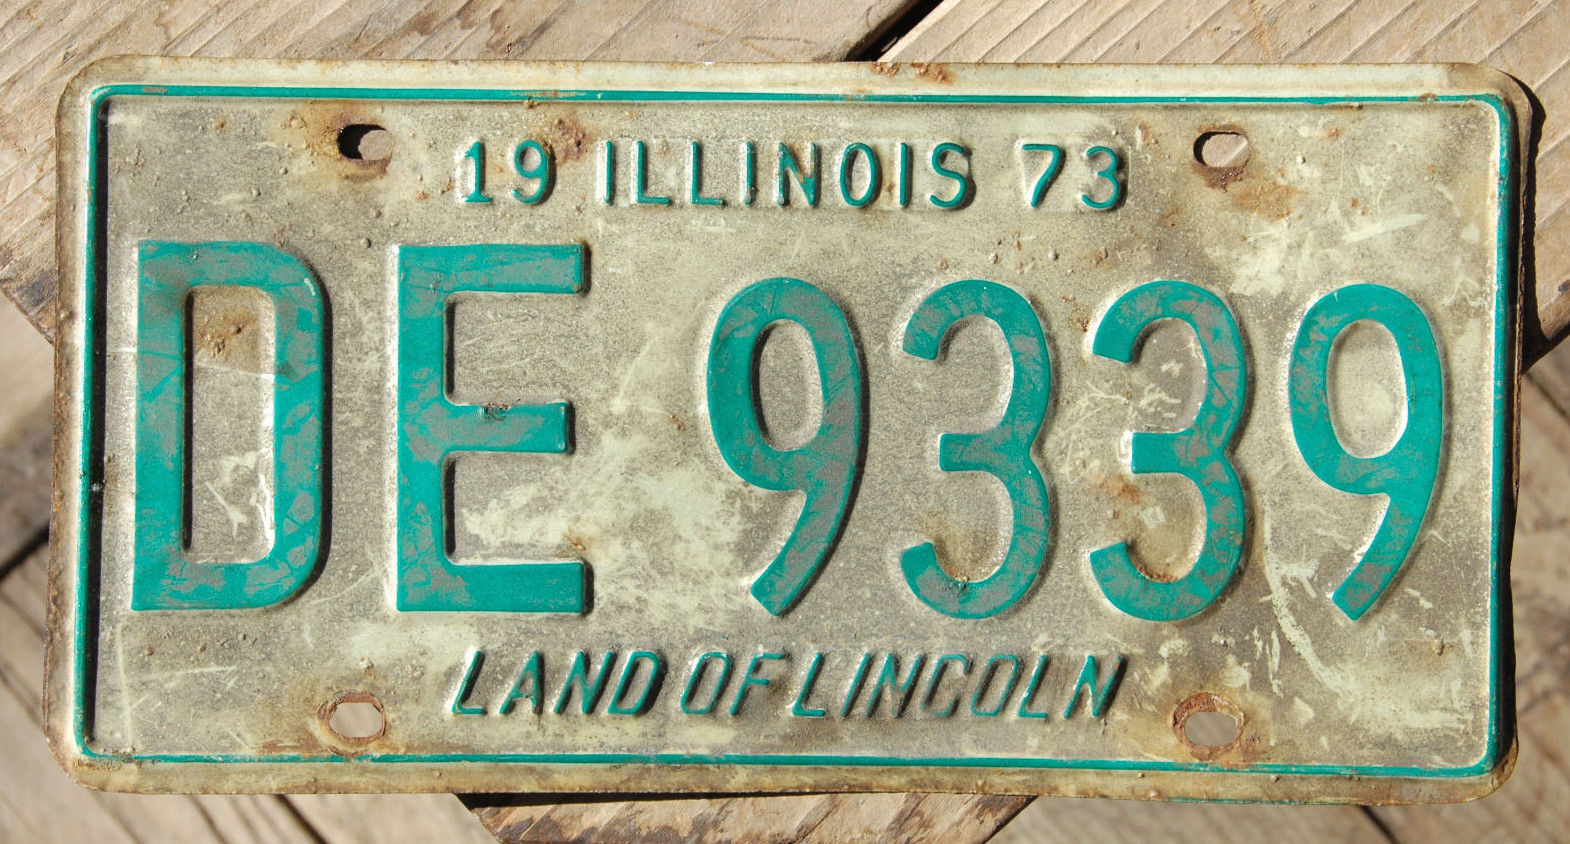 19 ILLINOIS 73
DE 9339
LAND OF LINCOLN